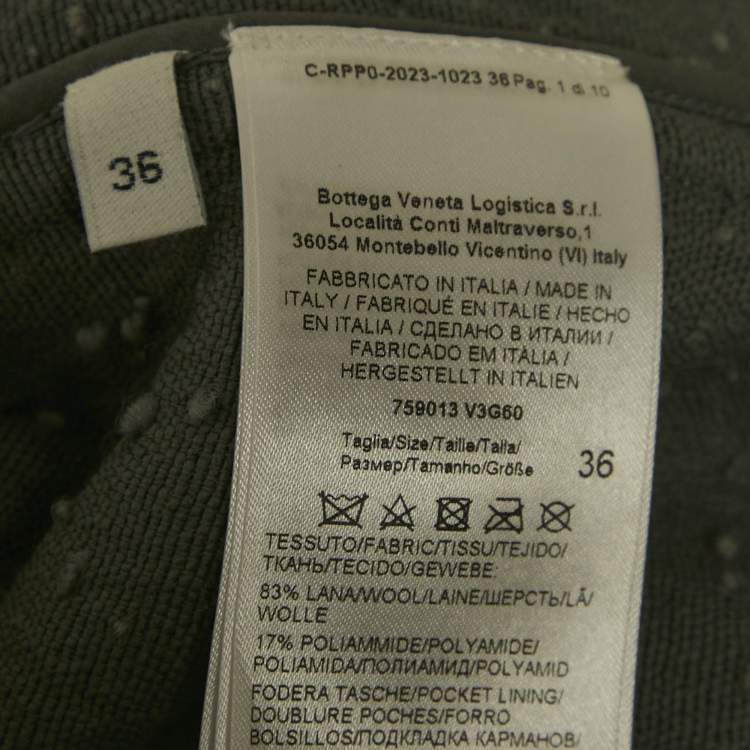 C-RPP0-2023-1023 36 Pag. 1 di 10
36
Bottega Veneta Logistica S.r.l.
Località Conti Maltraverso,1
36054 Montebello Vicentino (VI) Italy
FABBRICATO IN ITALIA / MADE IN
ITALY / FABRIQUÉ EN ITALIE / HECHO
EN ITALIA / СДЕЛАНО В ИТАЛИИ /
FABRICADO EM ITÁLIA /
HERGESTELLT IN ITALIEN
759013 V3G60
Taglia/Size/Taille/Talla/
Размер/Tamanho/Größe
36
TESSUTO/FABRIC/TISSU/TEJIDO/
ТКАНЬ/TECIDO/GEWEBE:
83% LANA/WOOL/LAINE/ШЕРСТЬ/LÃ/
WOLLE
17% POLIAMMIDE/POLYAMIDE/
POLIAMIDA/ПОЛИАМИД/POLYAMID
FODERA TASCHE/POCKET LINING/
DOUBLURE POCHES/FORRO
BOLSILLOS/ПОДКЛАДКА КАРМАНОВ/